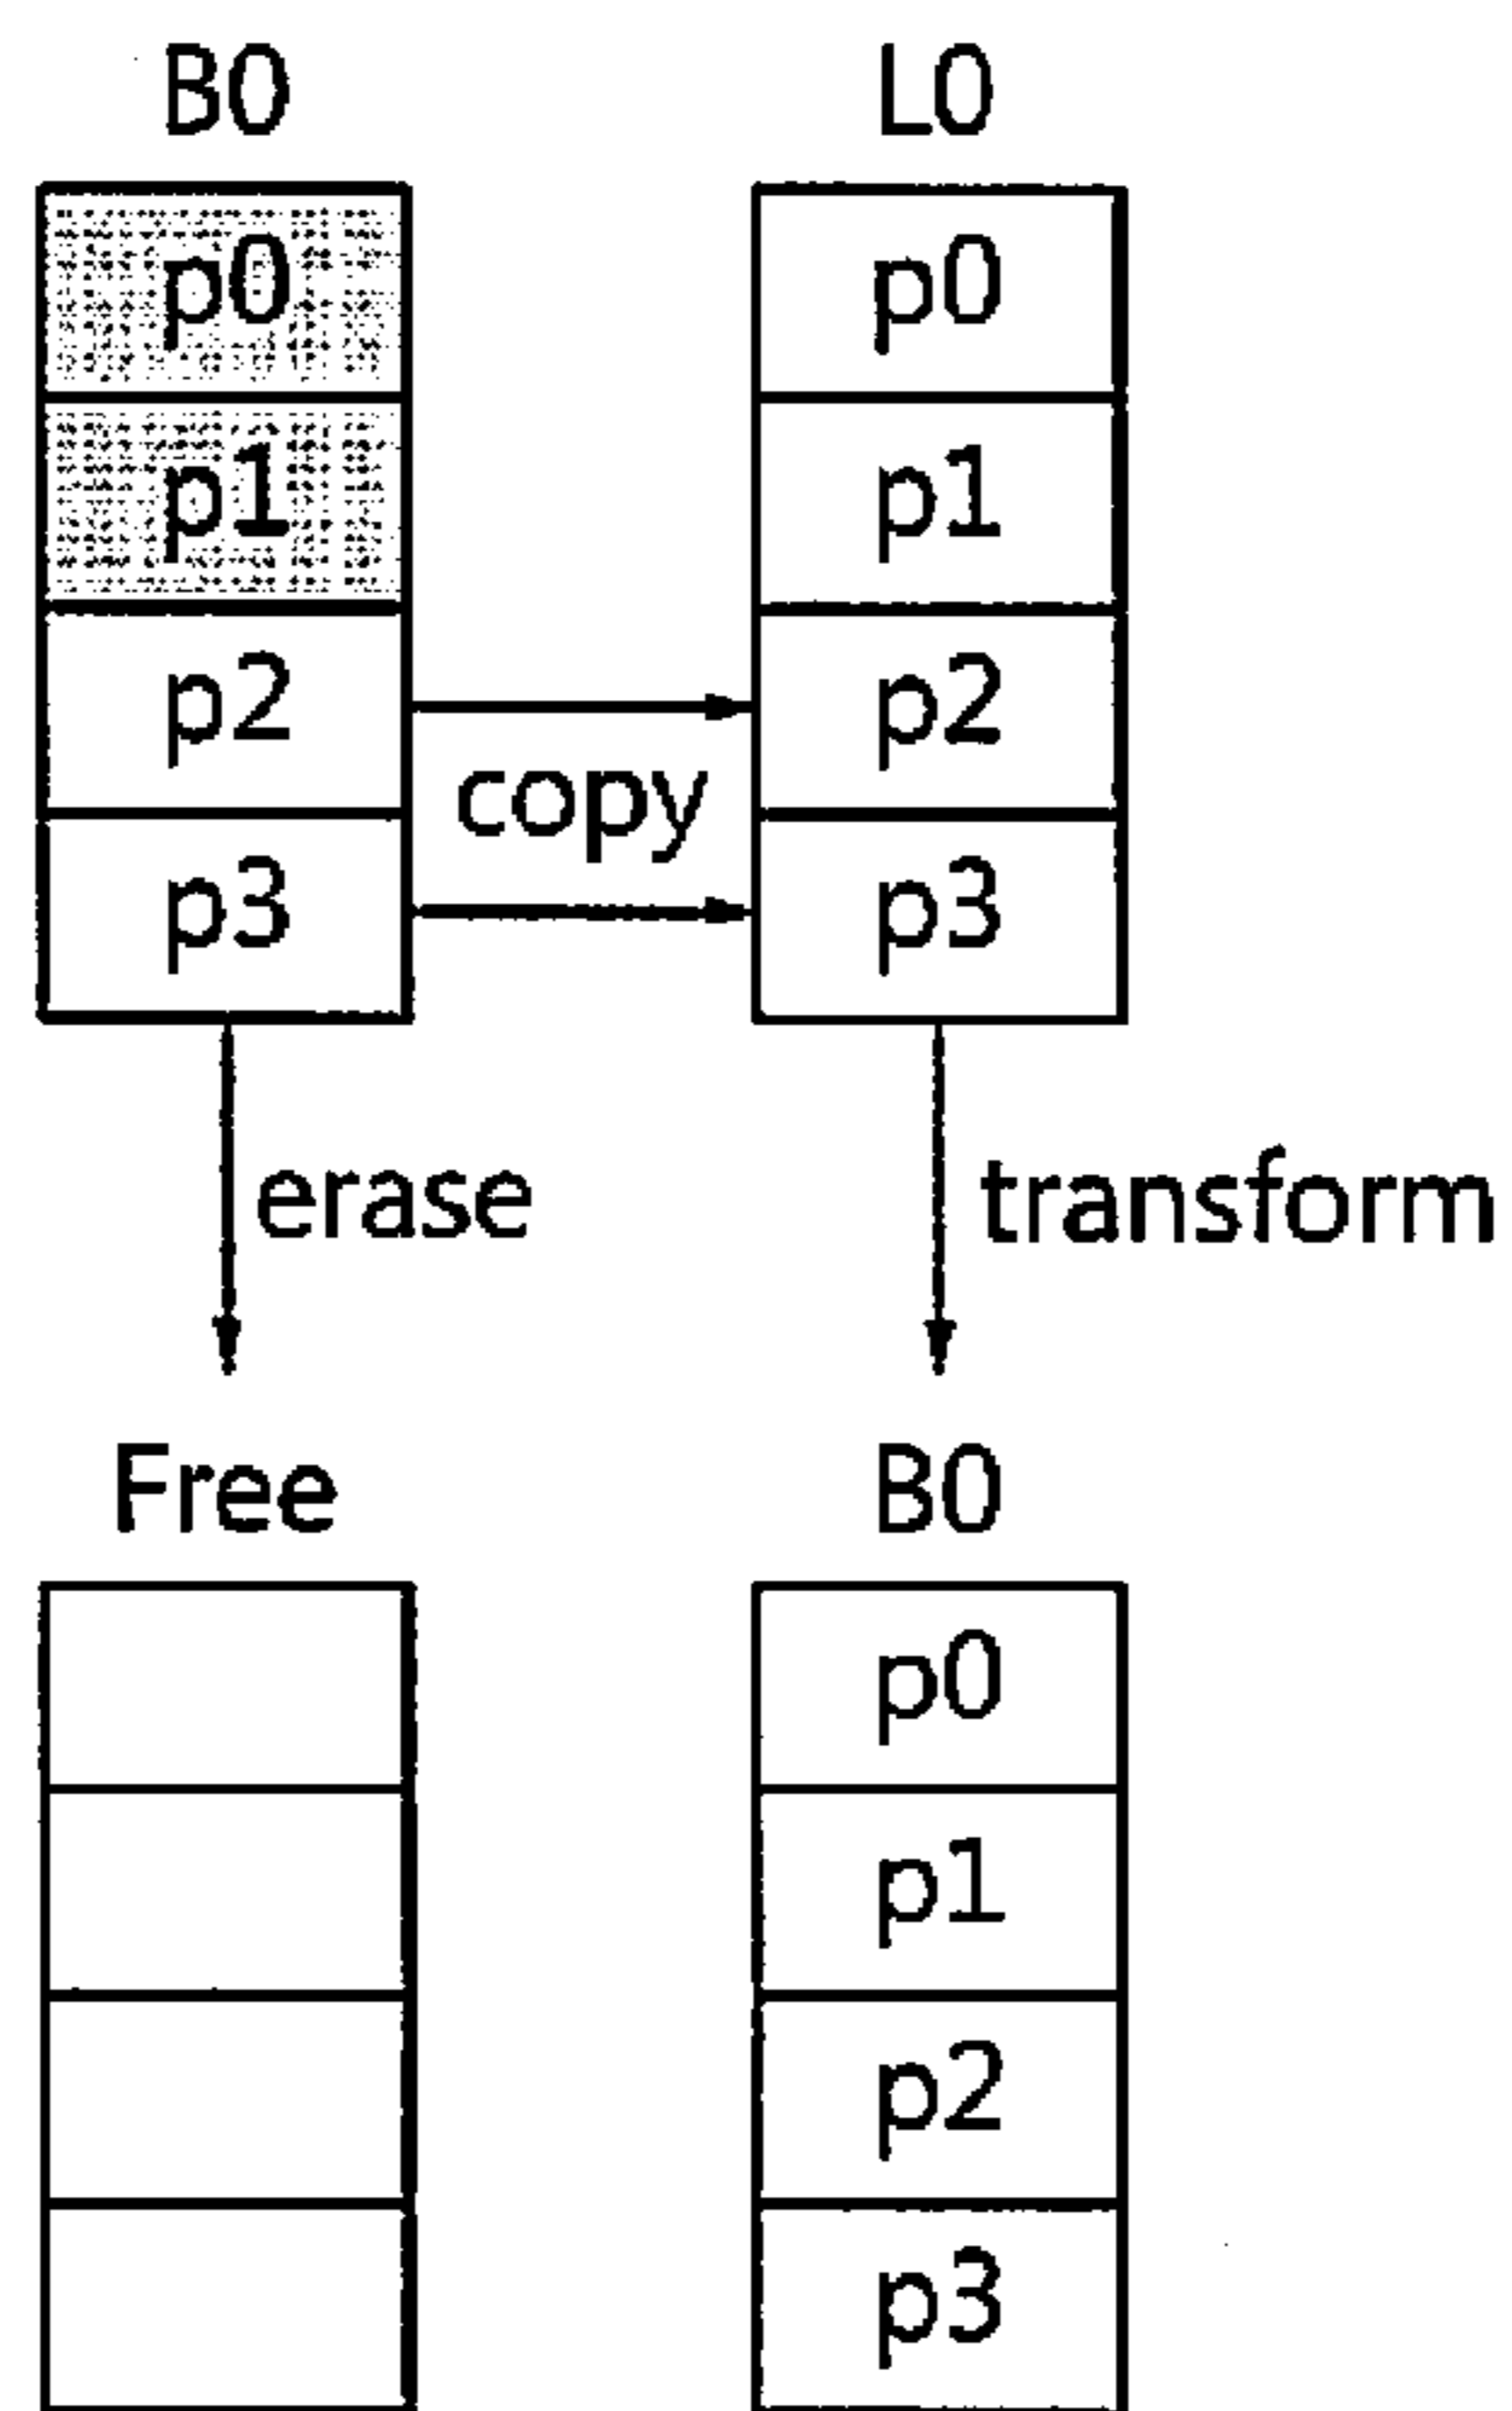 B0 L0
p0 p0
p1 p1
p2 p2
copy
p3 p3
erase transform
Free B0
p0
p1
p2
p3